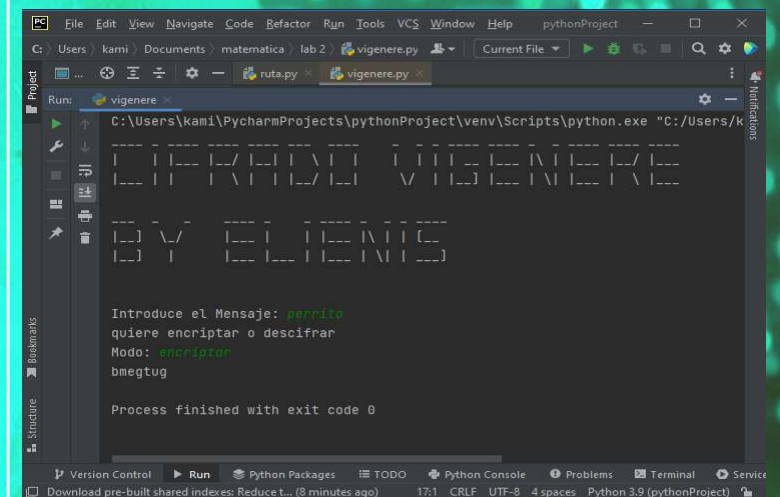 File Edit View Navigate Code Refactor Run Tools VCS Window Help pythonProject
C: Users kami Documents matematica lab 2 vigenere.py Current File
Project ... ruta.py vigenere.py
Run: vigenere
Notifications
C:\Users\kami\PycharmProjects\pythonProject\venv\Scripts\python.exe "C:/Users/k
CIFRADO VIGENERE
BY ELIENIS
Introduce el Mensaje: perrito
quiere encriptar o descifrar
Modo: encriptar
bmegtug
Process finished with exit code 0
Bookmarks
Structure
Version Control Run Python Packages TODO Python Console Problems Terminal Service
Download pre-built shared indexes: Reduce t... (8 minutes ago) 17:1 CRLF UTF-8 4 spaces Python 3.9 (pythonProject)